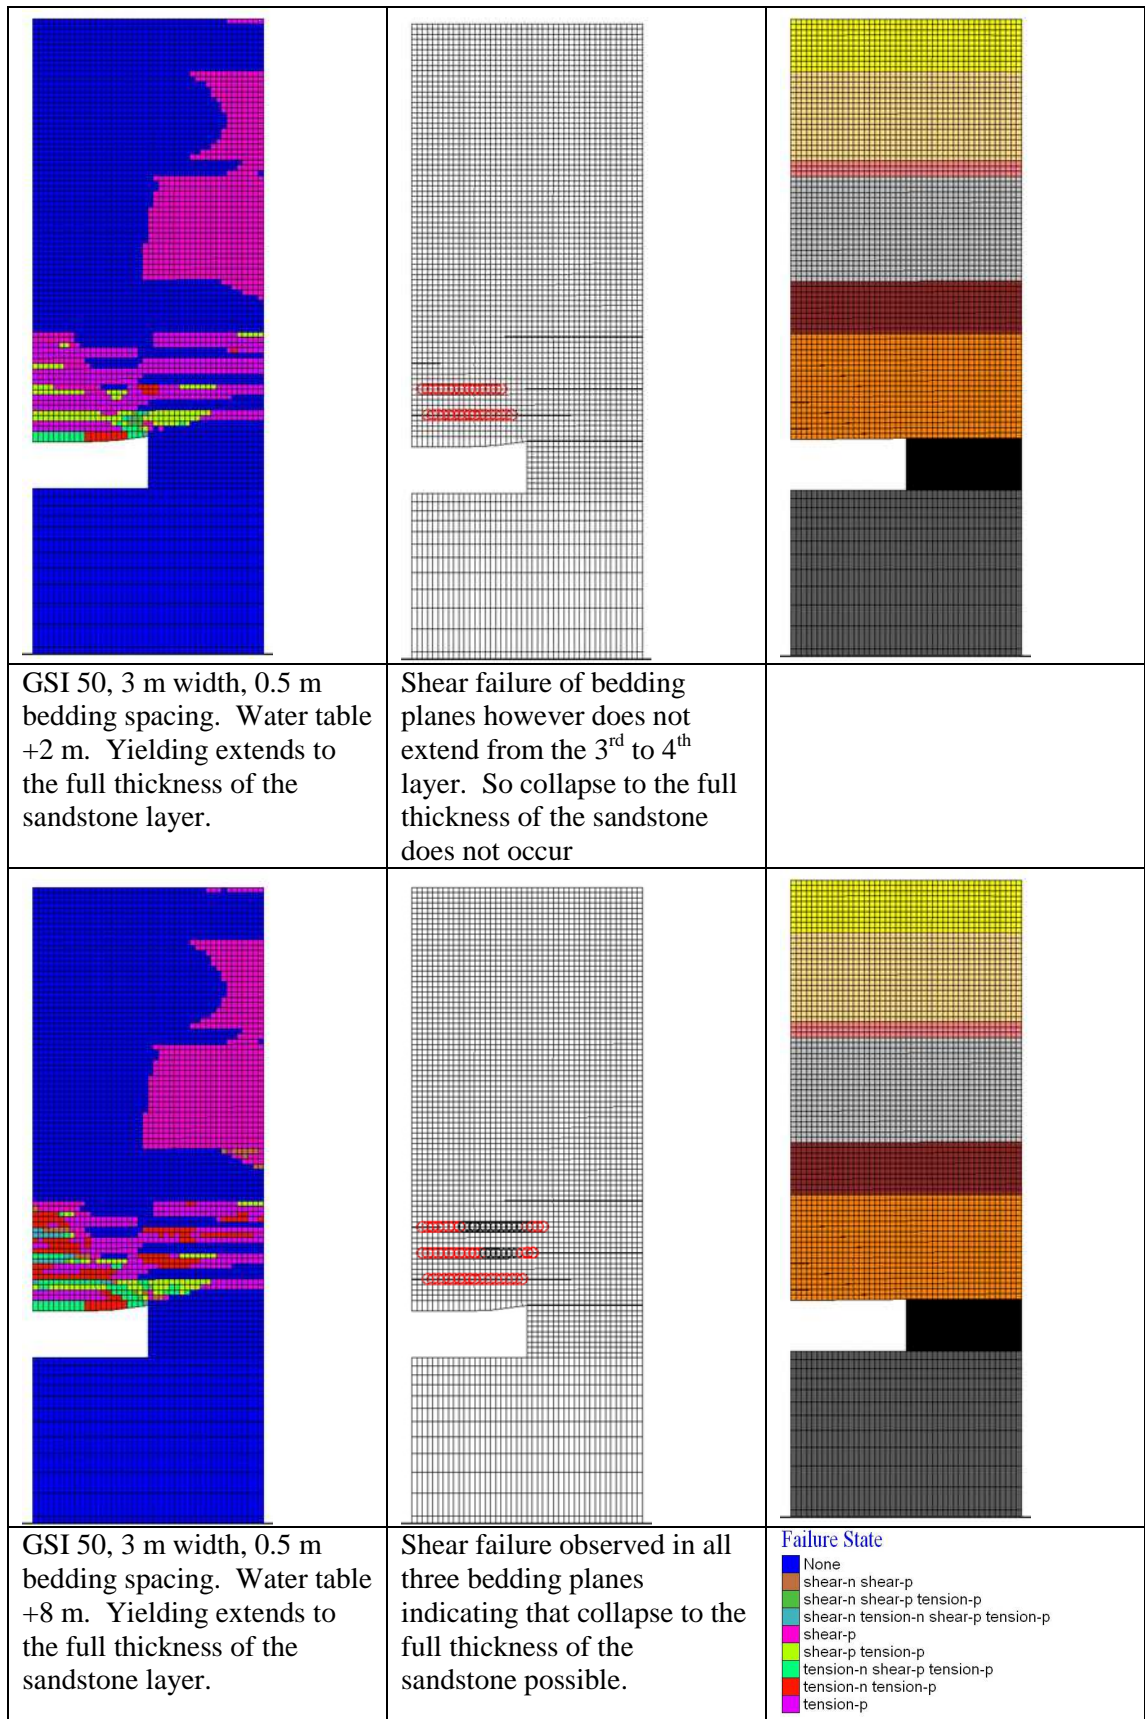 GSI 50, 3 m width, 0.5 m
bedding spacing.  Water table
+2 m.  Yielding extends to
the full thickness of the
sandstone layer.
Shear failure of bedding
planes however does not
extend from the 3rd to 4th
layer.  So collapse to the full
thickness of the sandstone
does not occur
GSI 50, 3 m width, 0.5 m
bedding spacing.  Water table
+8 m.  Yielding extends to
the full thickness of the
sandstone layer.
Shear failure observed in all
three bedding planes
indicating that collapse to the
full thickness of the
sandstone possible.
Failure State
None
shear-n shear-p
shear-n shear-p tension-p
shear-n tension-n shear-p tension-p
shear-p
shear-p tension-p
tension-n shear-p tension-p
tension-n tension-p
tension-p